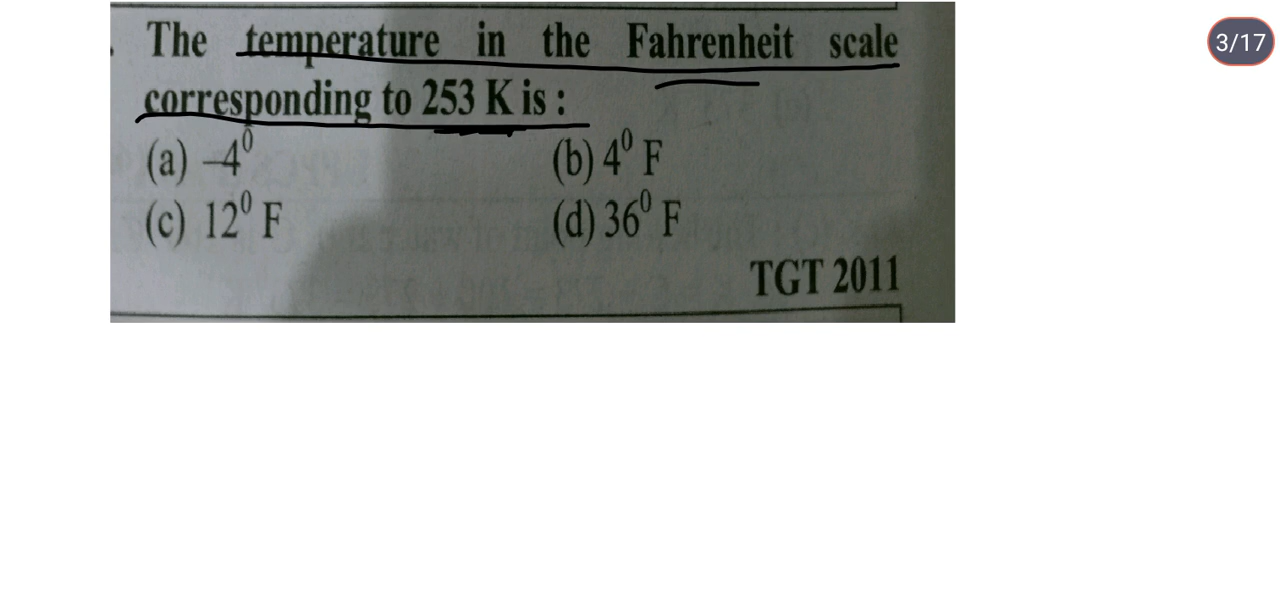 The temperature in the Fahrenheit scale
corresponding to 253 K is :
(a) –4⁰ (b) 4⁰ F
(c) 12⁰ F (d) 36⁰ F
TGT 2011
3/17